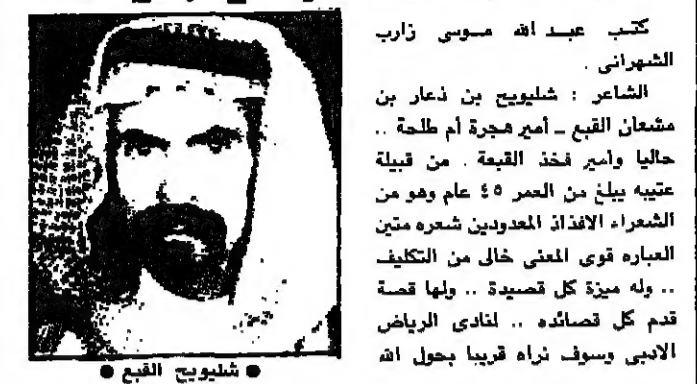 كتب عبد الله موسى زارب
الشهرانى .
الشاعر : شليويح بن ذعار بن
مشعان القبع ــ أمير هجرة أم طلحة ..
حاليا وأمير فخذ القبعة . من قبيلة
عتيبه يبلغ من العمر ٤٥ عام وهو من
الشعراء الافذاذ المعدودين شعره متين
العباره قوى المعنى خالى من التكليف
.. وله ميزة كل قصيدة .. ولها قصة
قدم كل قصائده .. لنادى الرياض
الادبى وسوف نراه قريبا بحول الله
● شليويح القبع ●